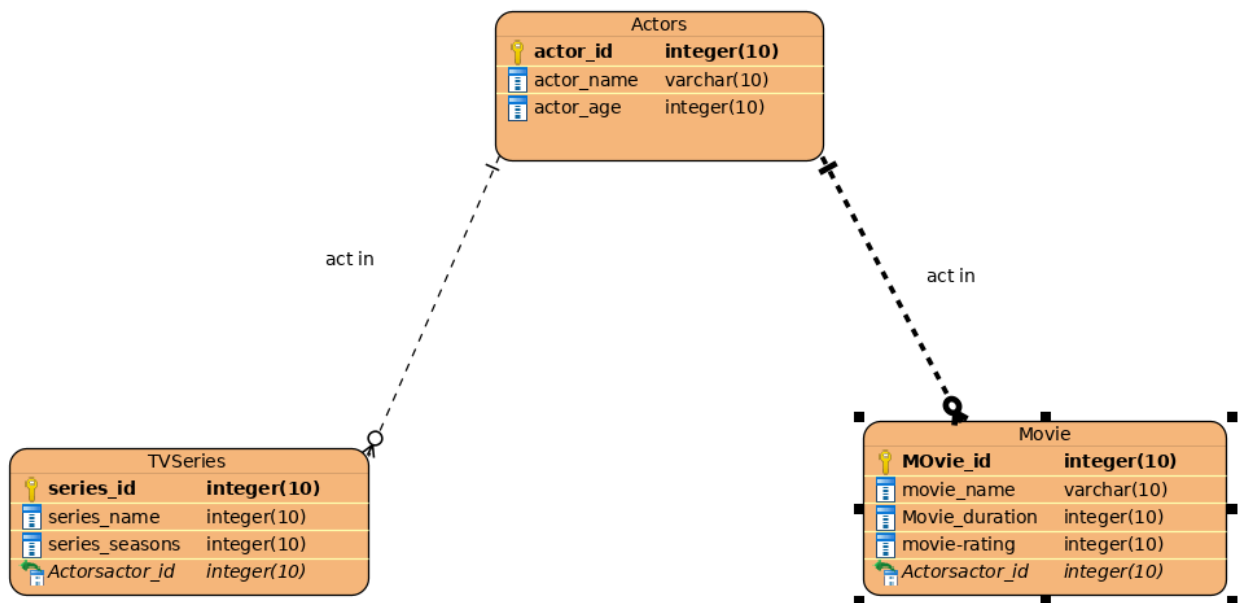 Actors
actor_id integer(10)
actor_name varchar(10)
actor_age integer(10)
act in
act in
TVSeries
series_id integer(10)
series_name integer(10)
series_seasons integer(10)
Actorsactor_id integer(10)
Movie
MOvie_id integer(10)
movie_name varchar(10)
Movie_duration integer(10)
movie-rating integer(10)
Actorsactor_id integer(10)